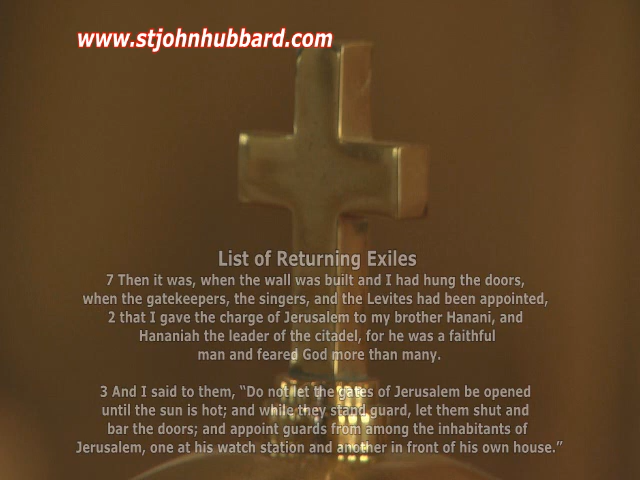 www.stjohnhubbard.com
List of Returning Exiles
7 Then it was, when the wall was built and I had hung the doors,
when the gatekeepers, the singers, and the Levites had been appointed,
2 that I gave the charge of Jerusalem to my brother Hanani, and
Hananiah the leader of the citadel, for he was a faithful
man and feared God more than many.
3 And I said to them, “Do not let the gates of Jerusalem be opened
until the sun is hot; and while they stand guard, let them shut and
bar the doors; and appoint guards from among the inhabitants of
Jerusalem, one at his watch station and another in front of his own house.”